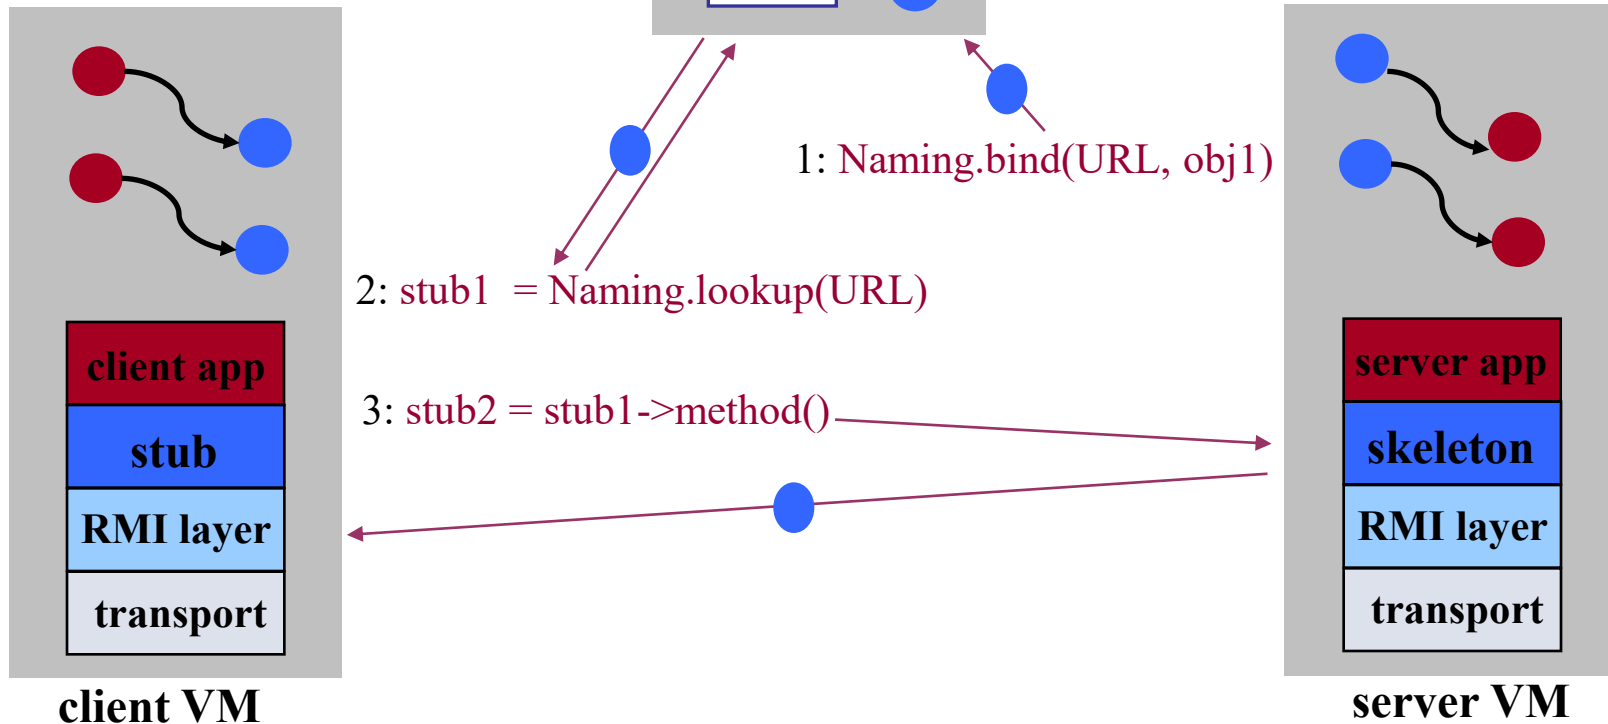 1: Naming.bind(URL, obj1)
2: stub1 = Naming.lookup(URL)
3: stub2 = stub1->method()
client app
stub
RMI layer
transport
client VM
server app
skeleton
RMI layer
transport
server VM